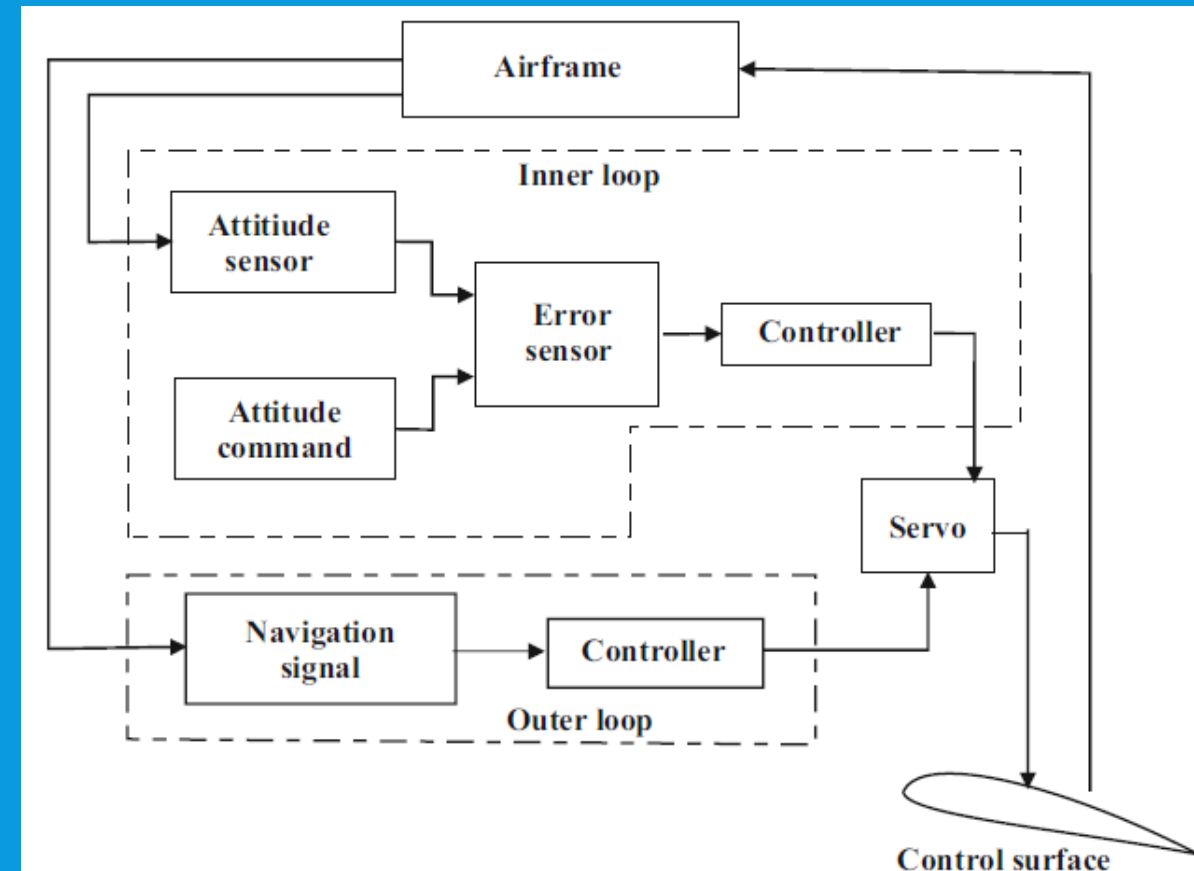 Airframe
Inner loop
Attitiude
sensor
Error
sensor
Controller
Attitude
command
Servo
Navigation
signal
Controller
Outer loop
Control surface